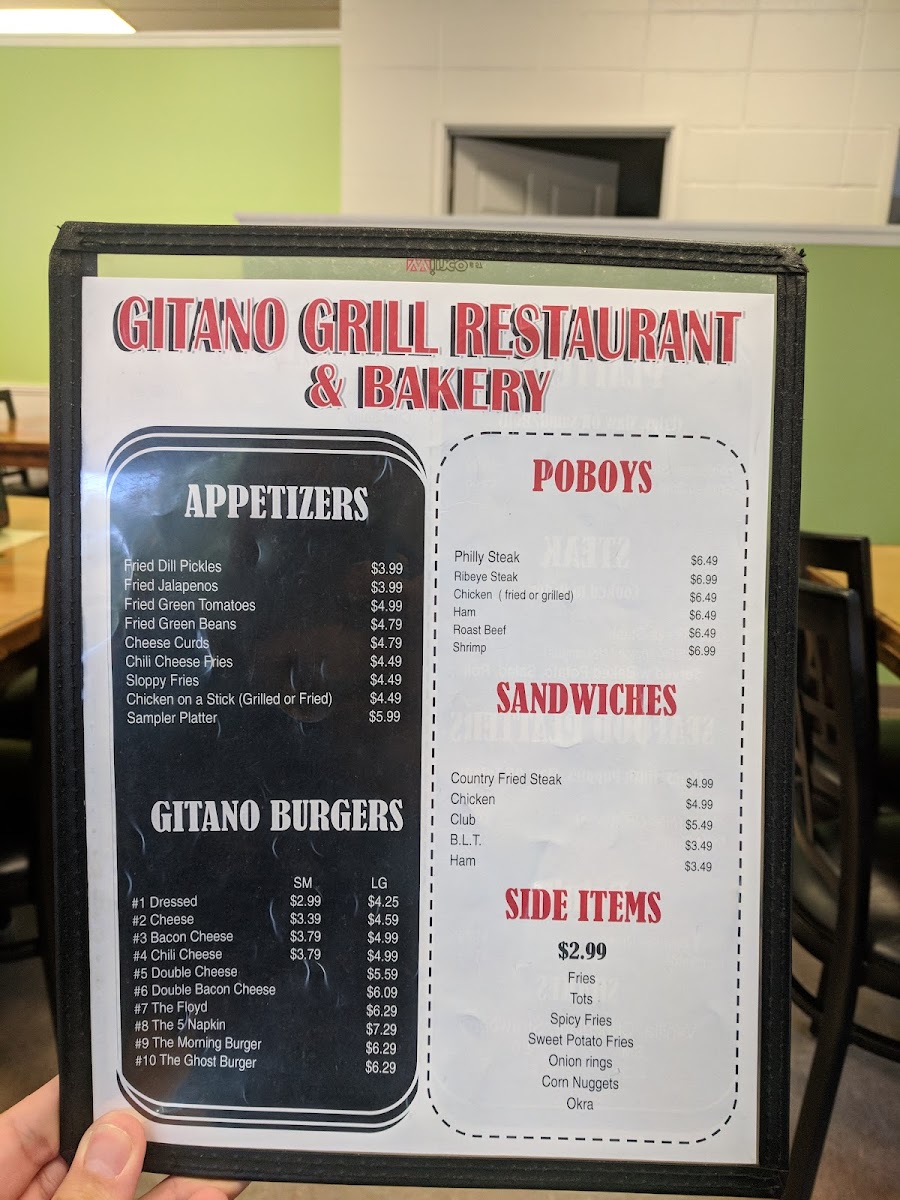 GITANO GRILL RESTAURANT
& BAKERY
APPETIZERS
Fried Dill Pickles $3.99
Fried Jalapenos $3.99
Fried Green Tomatoes $4.99
Fried Green Beans $4.79
Cheese Curds $4.79
Chili Cheese Fries $4.49
Sloppy Fries $4.49
Chicken on a Stick (Grilled or Fried) $4.49
Sampler Platter $5.99
GITANO BURGERS
SM LG
#1 Dressed $2.99 $4.25
#2 Cheese $3.39 $4.59
#3 Bacon Cheese $3.79 $4.99
#4 Chili Cheese $3.79 $4.99
#5 Double Cheese $5.59
#6 Double Bacon Cheese $6.09
#7 The Floyd $6.29
#8 The 5 Napkin $7.29
#9 The Morning Burger $6.29
#10 The Ghost Burger $6.29
POBOYS
Philly Steak $6.49
Ribeye Steak $6.99
Chicken ( fried or grilled) $6.49
Ham $6.49
Roast Beef $6.49
Shrimp $6.99
SANDWICHES
Country Fried Steak $4.99
Chicken $4.99
Club $5.49
B.L.T. $3.49
Ham $3.49
SIDE ITEMS
$2.99
Fries
Tots
Spicy Fries
Sweet Potato Fries
Onion rings
Corn Nuggets
Okra